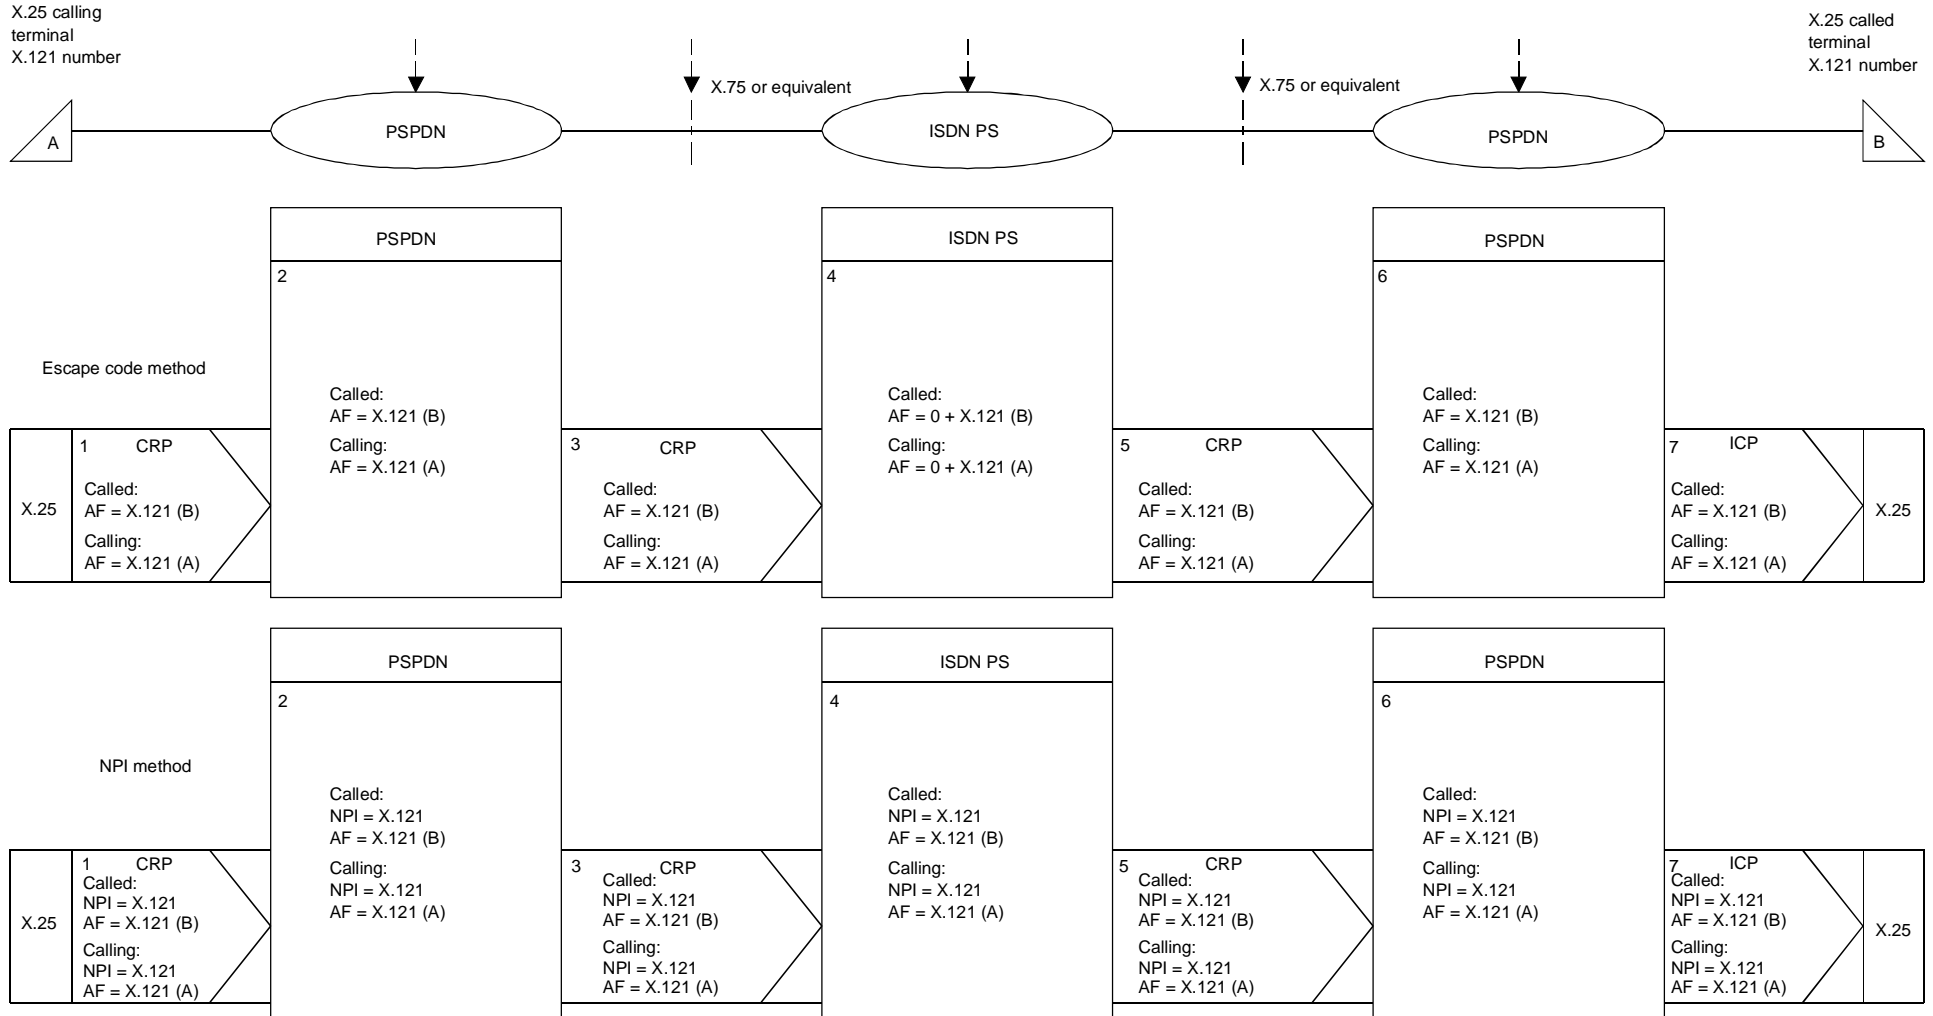 X.25 calling
terminal
X.121 number
X.25 called
terminal
X.121 number
X.75 or equivalent
X.75 or equivalent
A
PSPDN
ISDN PS
PSPDN
B
PSPDN
ISDN PS
PSPDN
Escape code method
X.25
1 CRP
Called:
AF = X.121 (B)
Calling:
AF = X.121 (A)
2
Called:
AF = X.121 (B)
Calling:
AF = X.121 (A)
3 CRP
Called:
AF = X.121 (B)
Calling:
AF = X.121 (A)
4
Called:
AF = 0 + X.121 (B)
Calling:
AF = 0 + X.121 (A)
5 CRP
Called:
AF = X.121 (B)
Calling:
AF = X.121 (A)
6
Called:
AF = X.121 (B)
Calling:
AF = X.121 (A)
7 ICP
Called:
AF = X.121 (B)
Calling:
AF = X.121 (A)
X.25
PSPDN
ISDN PS
PSPDN
NPI method
X.25
1 CRP
Called:
NPI = X.121
AF = X.121 (B)
Calling:
NPI = X.121
AF = X.121 (A)
2
Called:
NPI = X.121
AF = X.121 (B)
Calling:
NPI = X.121
AF = X.121 (A)
3 CRP
Called:
NPI = X.121
AF = X.121 (B)
Calling:
NPI = X.121
AF = X.121 (A)
4
Called:
NPI = X.121
AF = X.121 (B)
Calling:
NPI = X.121
AF = X.121 (A)
5 CRP
Called:
NPI = X.121
AF = X.121 (B)
Calling:
NPI = X.121
AF = X.121 (A)
6
Called:
NPI = X.121
AF = X.121 (B)
Calling:
NPI = X.121
AF = X.121 (A)
7 ICP
Called:
NPI = X.121
AF = X.121 (B)
Calling:
NPI = X.121
AF = X.121 (A)
X.25